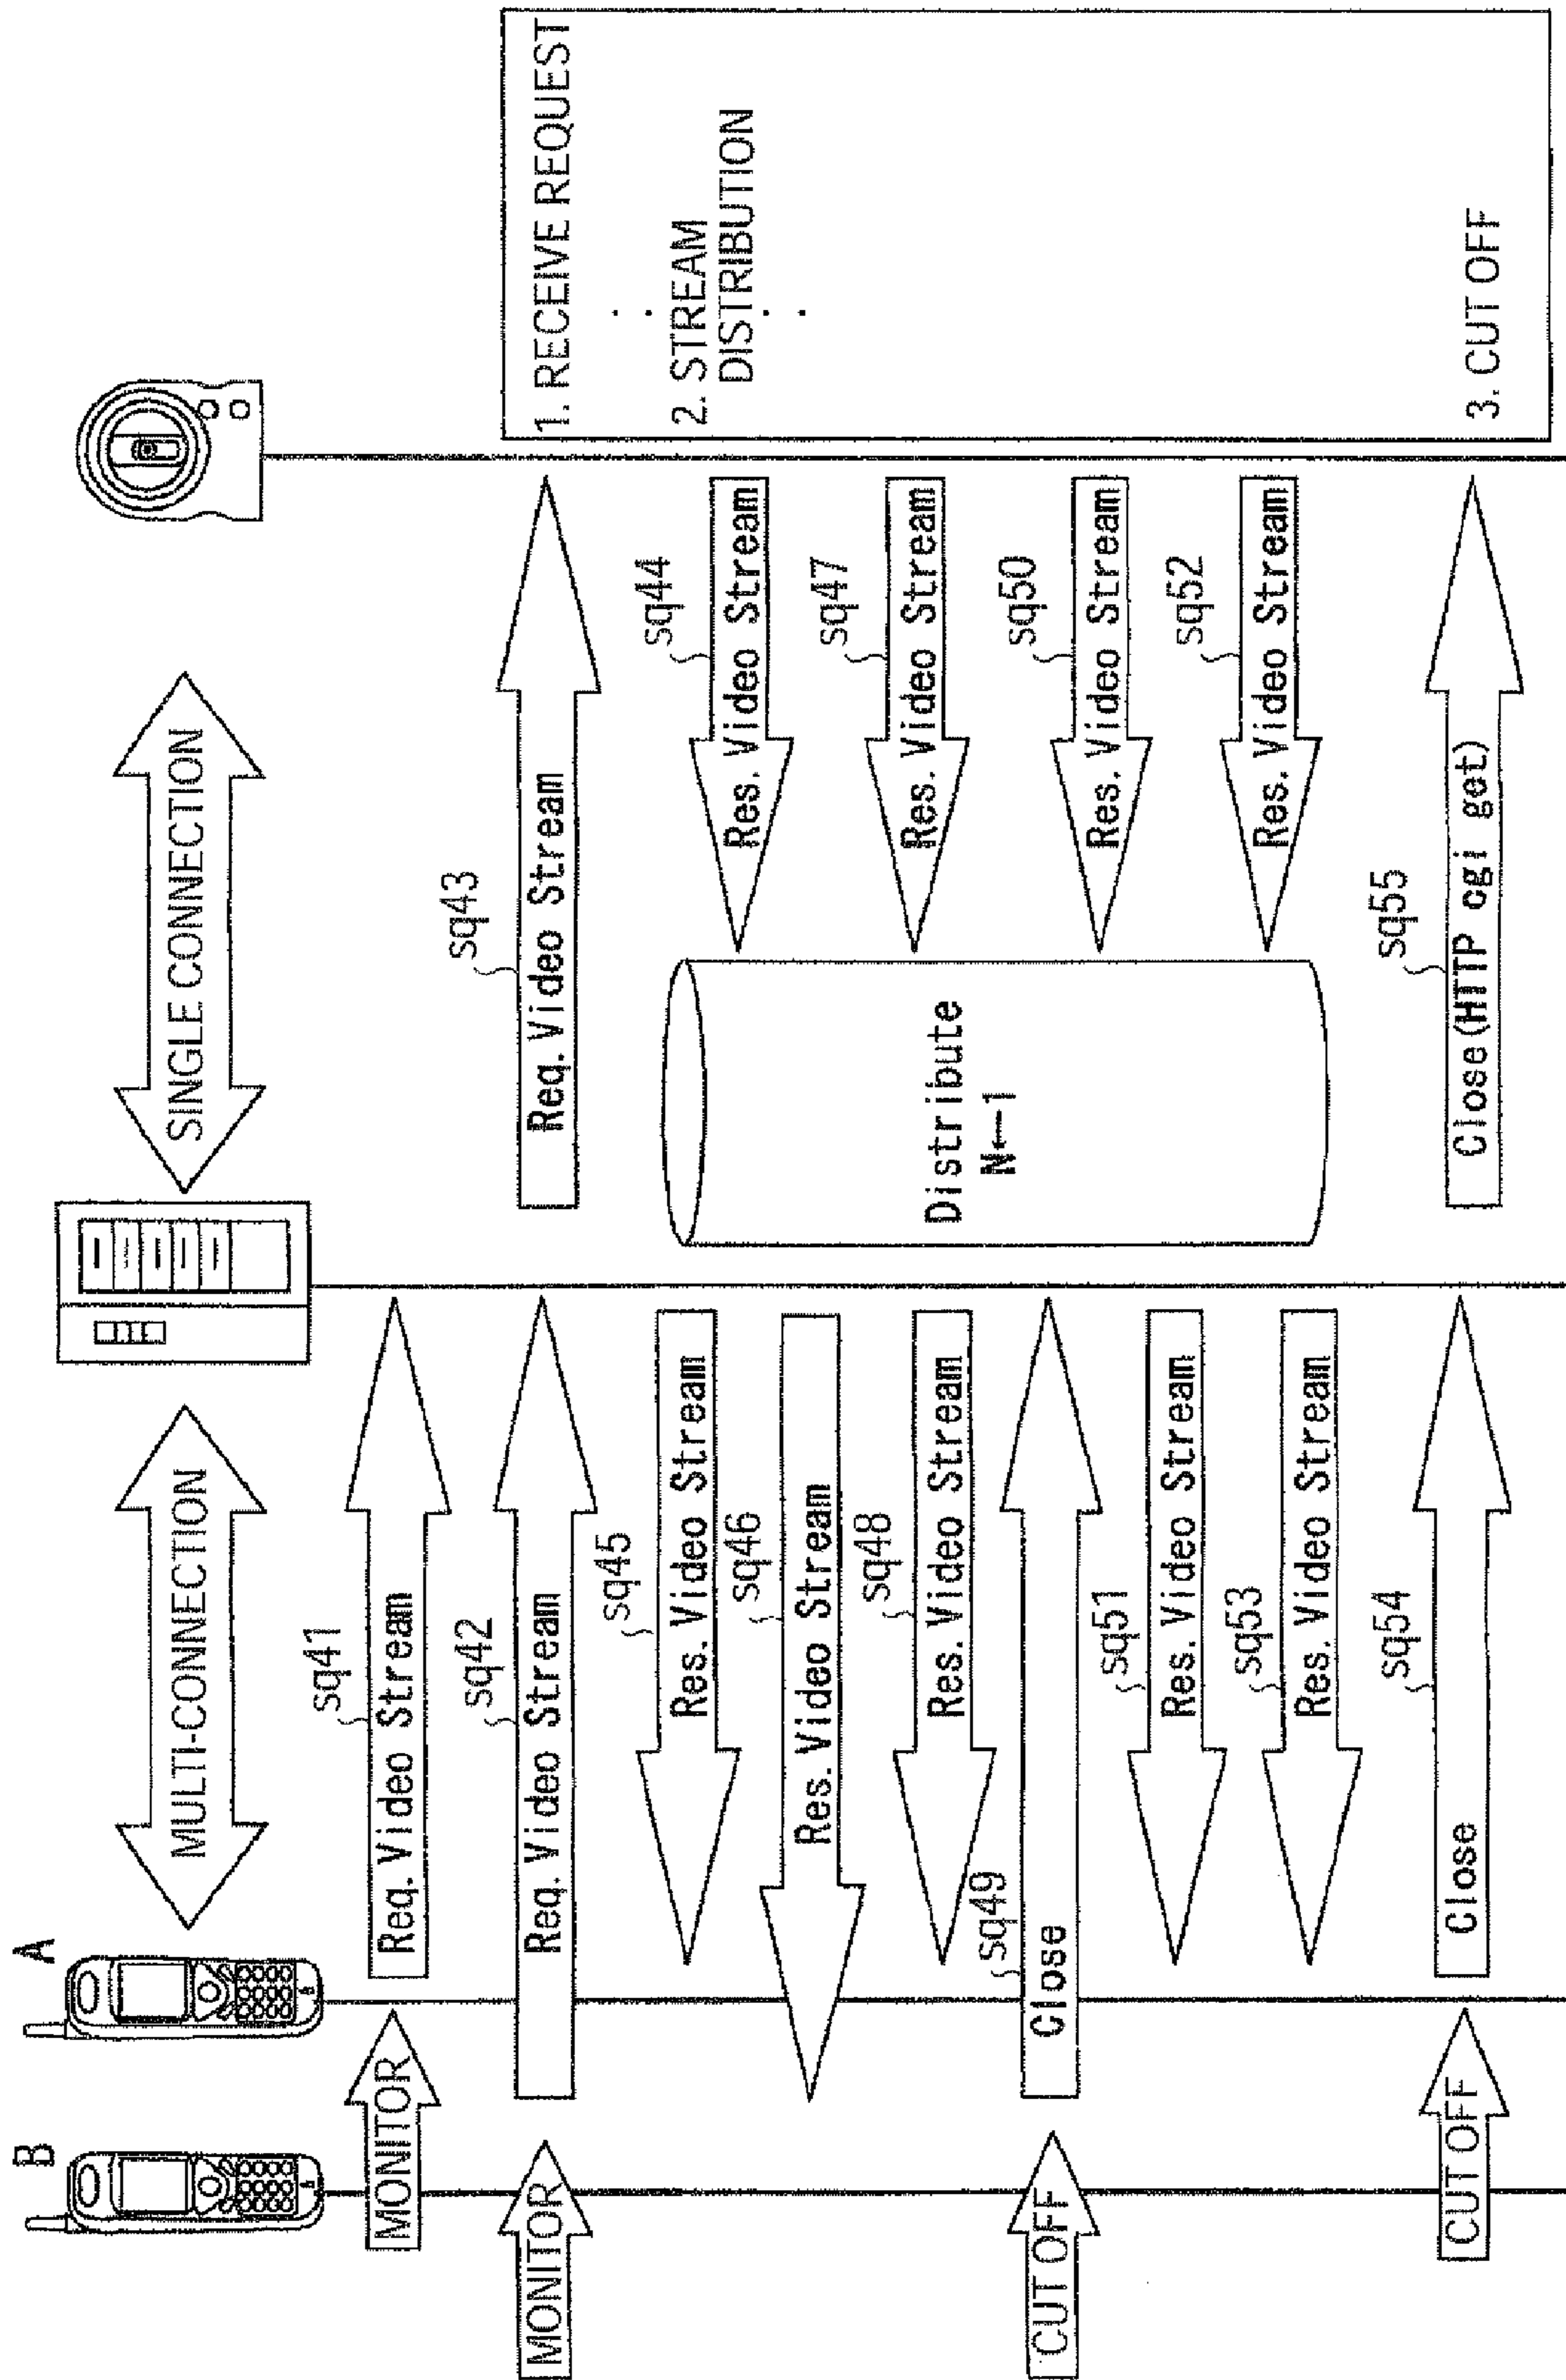 B
A
MULTI-CONNECTION
SINGLE CONNECTION
MONITOR
sq41
Req. Video Stream
MONITOR
sq42
Req. Video Stream
sq43
Req. Video Stream
1. RECEIVE REQUEST
sq44
Res. Video Stream
sq45
Res. Video Stream
sq46
Res. Video Stream
2. STREAM
DISTRIBUTION
Distribute
N←1
sq47
Res. Video Stream
sq48
Res. Video Stream
CUT OFF
sq49
Close
sq50
Res. Video Stream
sq51
Res. Video Stream
sq52
Res. Video Stream
sq53
Res. Video Stream
CUT OFF
sq54
Close
sq55
Close(HTTP cgi get)
3. CUT OFF